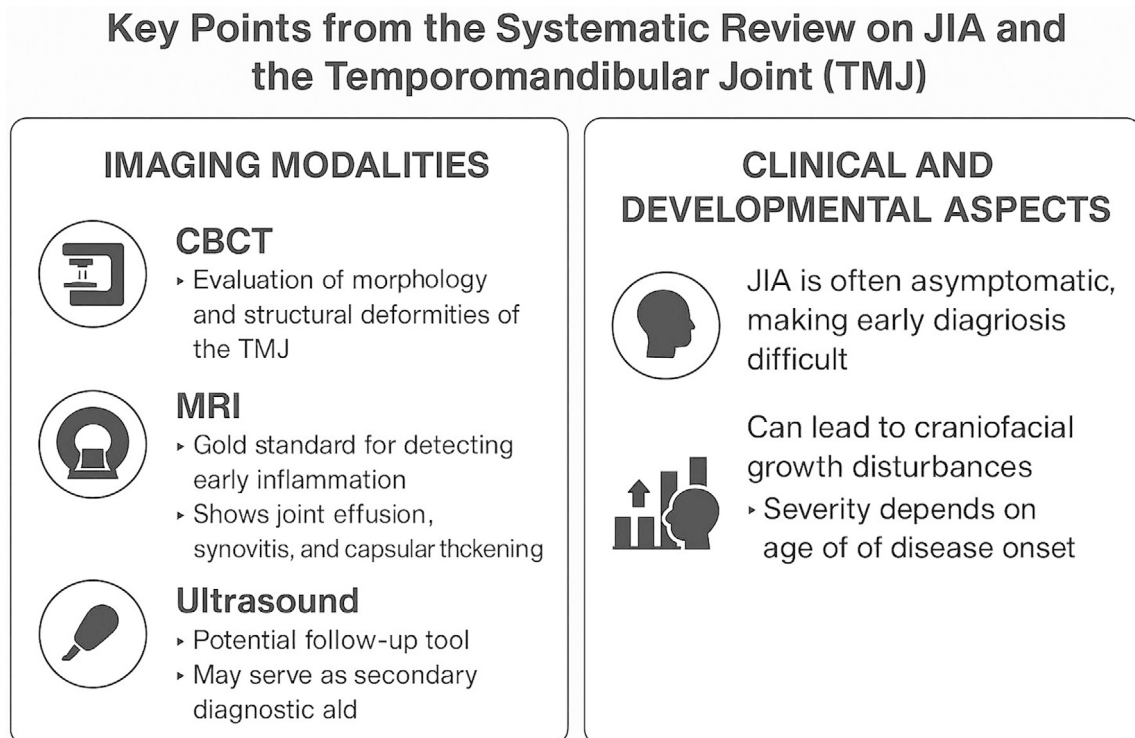 Key Points from the Systematic Review on JIA and
the Temporomandibular Joint (TMJ)
IMAGING MODALITIES
CBCT
‣ Evaluation of morphology
and structural deformities of
the TMJ
MRI
‣ Gold standard for detecting
early inflammation
‣ Shows joint effusion,
synovitis, and capsular thckening
Ultrasound
‣ Potential follow-up tool
‣ May serve as secondary
diagnostic ald
CLINICAL AND
DEVELOPMENTAL ASPECTS
JIA is often asymptomatic,
making early diagriosis
difficult
Can lead to craniofacial
growth disturbances
‣ Severity depends on
age of of disease onset